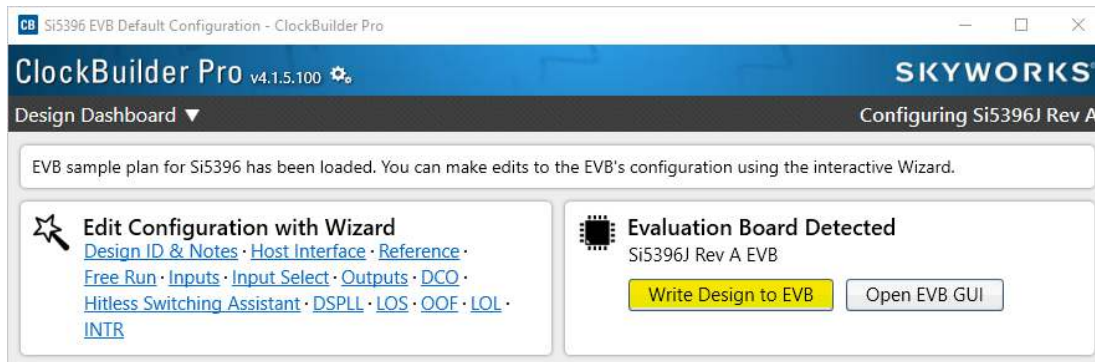 CB Si5396 EVB Default Configuration - ClockBuilder Pro
ClockBuilder Pro v4.1.5.100
SKYWORKS
Design Dashboard ▼
Configuring Si5396J Rev A
EVB sample plan for Si5396 has been loaded. You can make edits to the EVB's configuration using the interactive Wizard.
Edit Configuration with Wizard
Design ID & Notes · Host Interface · Reference ·
Free Run · Inputs · Input Select · Outputs · DCO ·
Hitless Switching Assistant · DSPLL · LOS · OOF · LOL ·
INTR
Evaluation Board Detected
Si5396J Rev A EVB
Write Design to EVB
Open EVB GUI